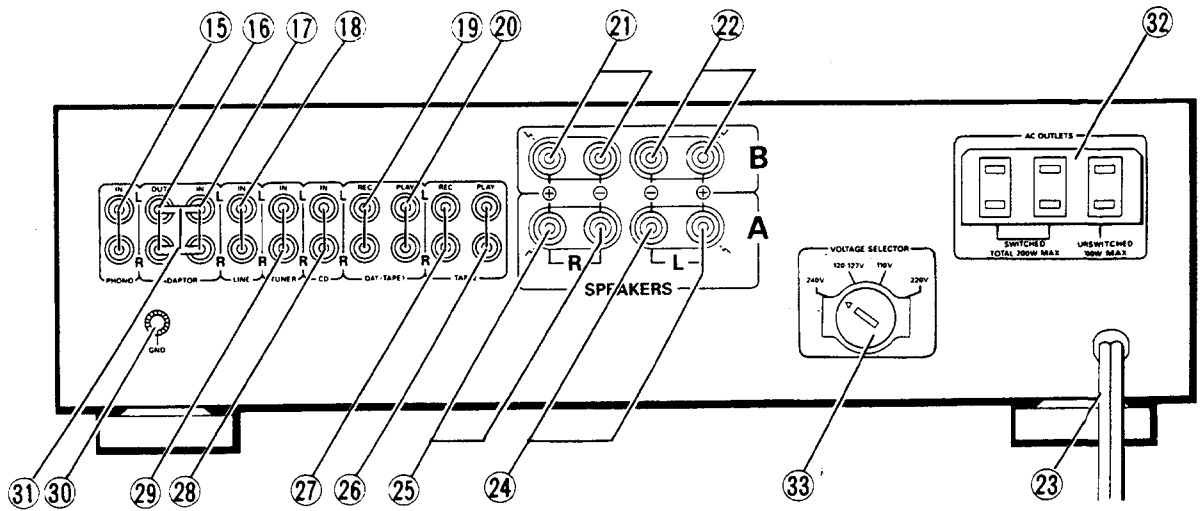 15 16 17 18 19 20 21 22 32
AC OUTLETS
B
IN OUT IN IN IN IN REC PLAY REC PLAY
L L L L L L
⊕ ⊖ ⊖ ⊕
A
R R R R R R
R L
PHONO ADAPTOR LINE TUNER CD DAT/TAPE1 TAPE2
SPEAKERS
SWITCHED UNSWITCHED
TOTAL 200W MAX 100W MAX
VOLTAGE SELECTOR
240V 120-127V 110V 220V
GND
31 30 29 28 27 26 25 24 33 23